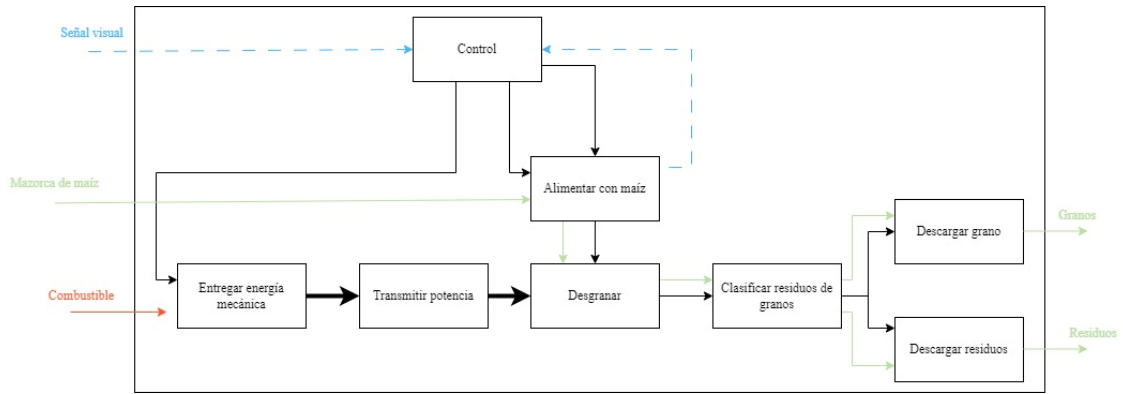 Señal visual
Control
Mazorca de maíz
Alimentar con maíz
Granos
Descargar grano
Combustible
Entregar energía
mecánica
Transmitir potencia
Desgranar
Clasificar residuos de
granos
Residuos
Descargar residuos